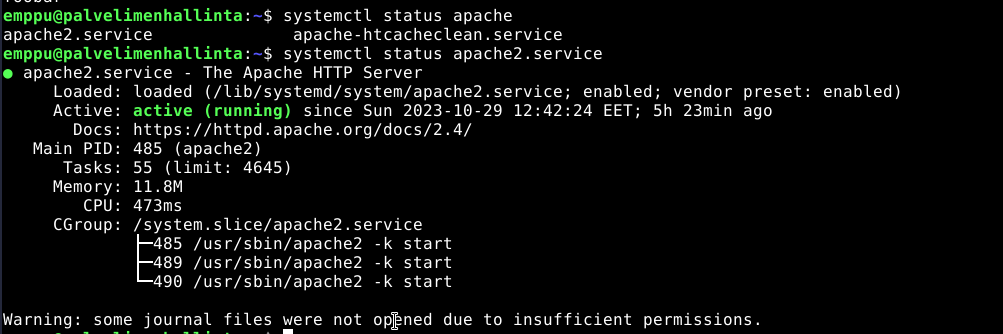 emppu@palvelimenhallinta:~$ systemctl status apache
apache2.service              apache-htcacheclean.service
emppu@palvelimenhallinta:~$ systemctl status apache2.service
● apache2.service - The Apache HTTP Server
     Loaded: loaded (/lib/systemd/system/apache2.service; enabled; vendor preset: enabled)
     Active: active (running) since Sun 2023-10-29 12:42:24 EET; 5h 23min ago
       Docs: https://httpd.apache.org/docs/2.4/
   Main PID: 485 (apache2)
      Tasks: 55 (limit: 4645)
     Memory: 11.8M
        CPU: 473ms
     CGroup: /system.slice/apache2.service
             ├─485 /usr/sbin/apache2 -k start
             ├─489 /usr/sbin/apache2 -k start
             └─490 /usr/sbin/apache2 -k start
Warning: some journal files were not opened due to insufficient permissions.